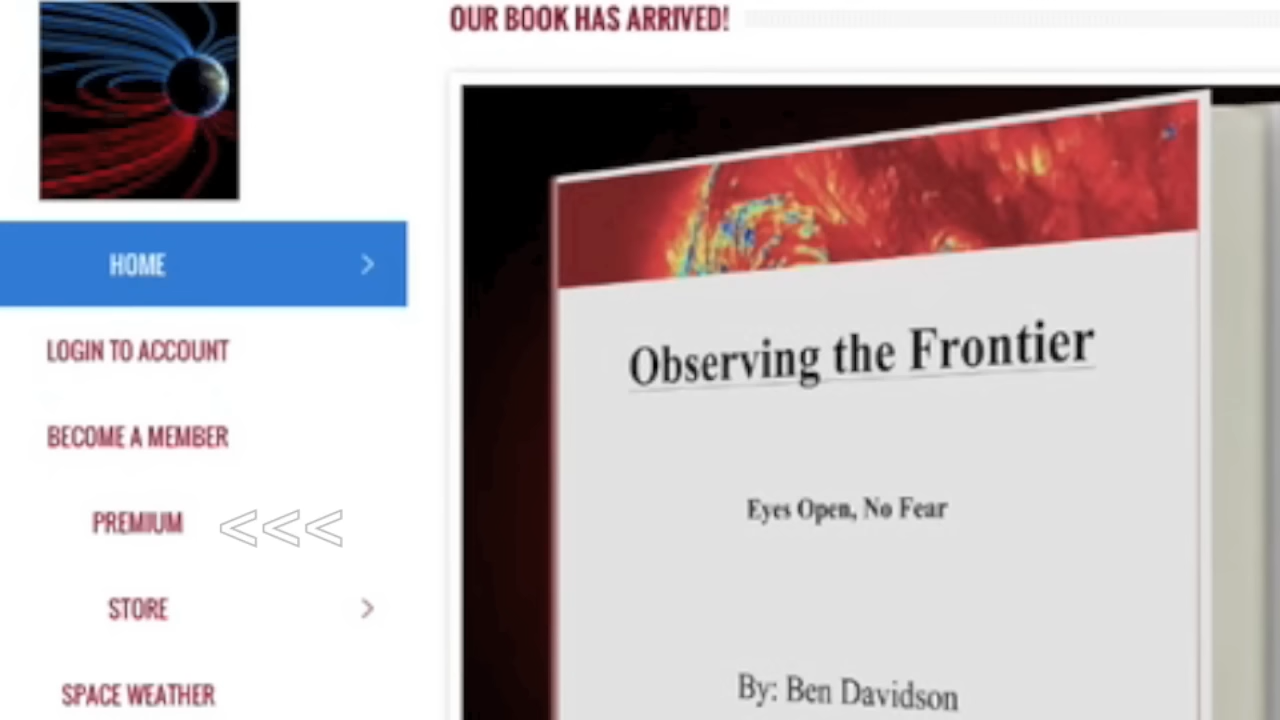 OUR BOOK HAS ARRIVED!
HOME
LOGIN TO ACCOUNT
BECOME A MEMBER
PREMIUM <<<
STORE
SPACE WEATHER
Observing the Frontier
Eyes Open, No Fear
By: Ben Davidson